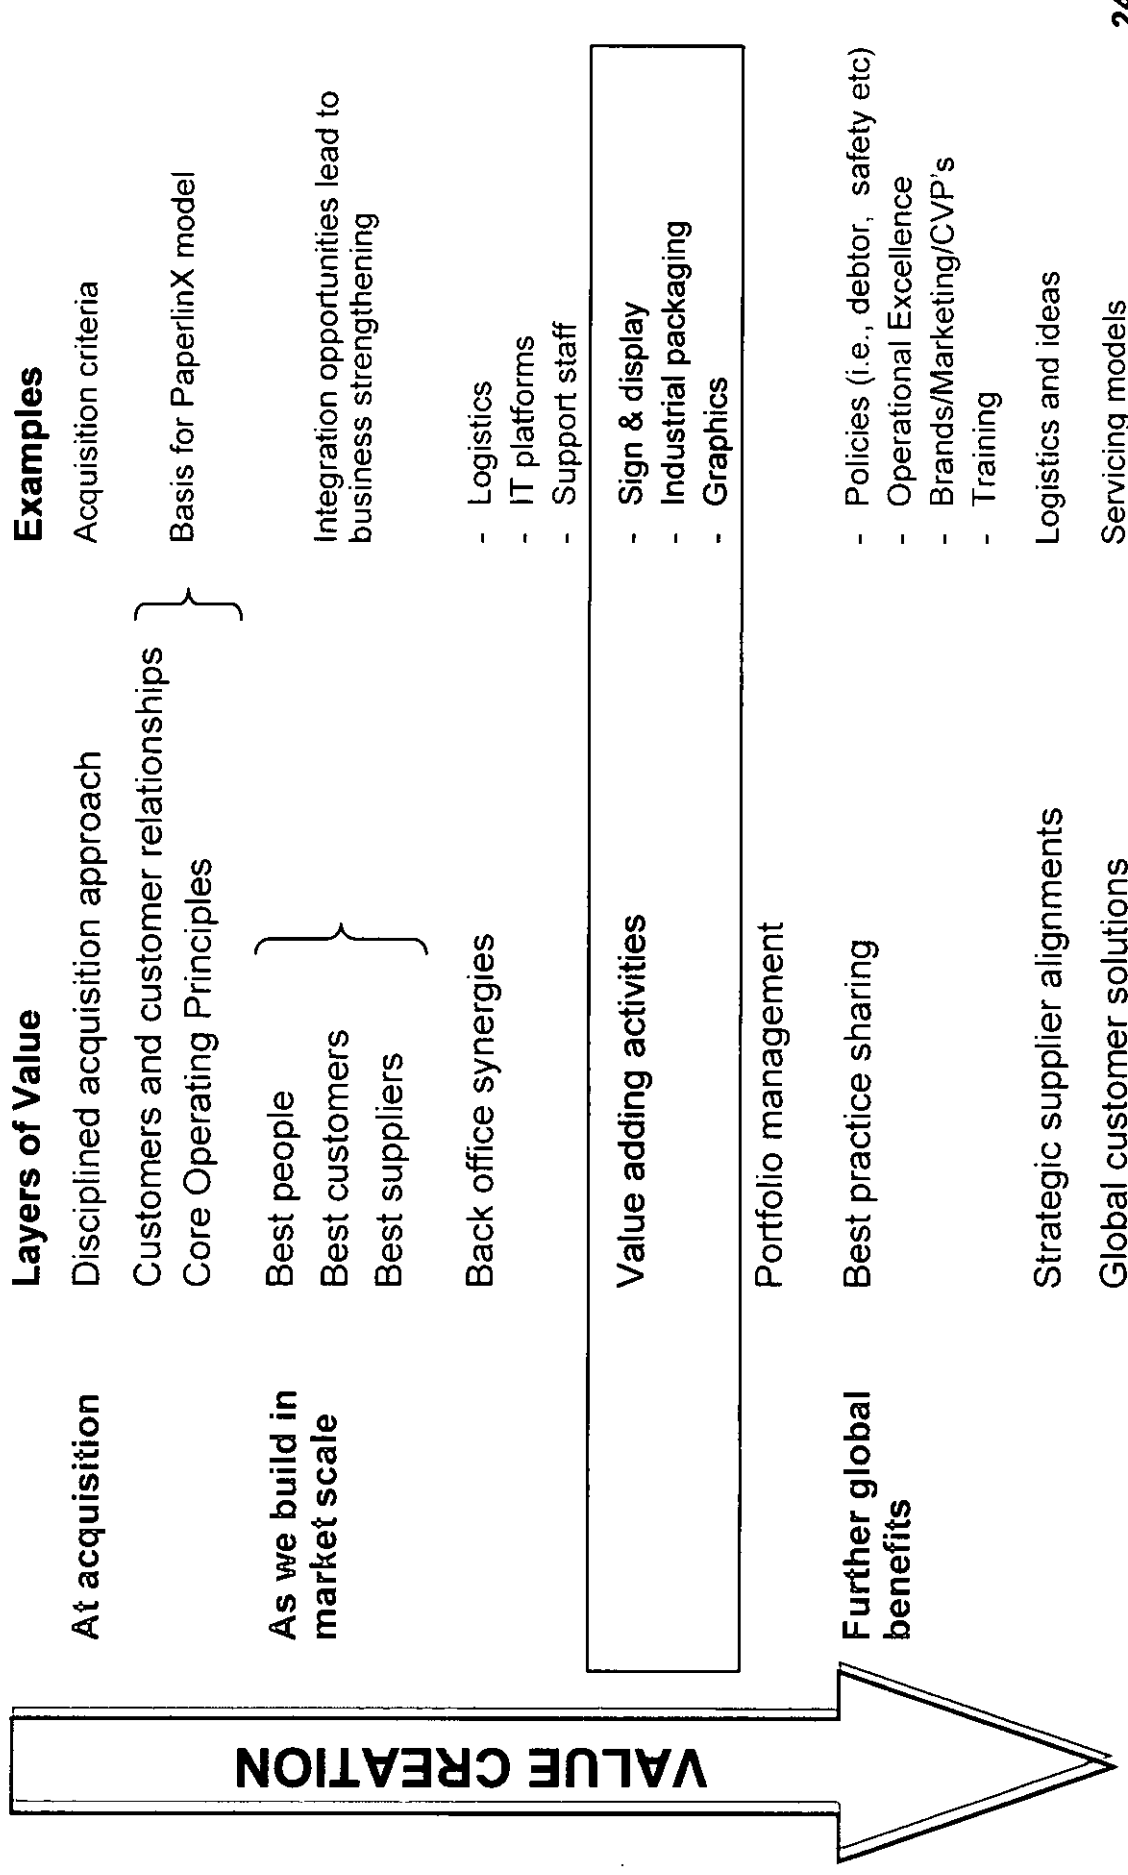 Layers of Value
Examples
At acquisition
Disciplined acquisition approach
Acquisition criteria
Customers and customer relationships
Core Operating Principles
Basis for PaperlinX model
As we build in
market scale
Best people
Best customers
Best suppliers
Integration opportunities lead to
business strengthening
Back office synergies
- Logistics
- IT platforms
- Support staff
Value adding activities
- Sign & display
- Industrial packaging
- Graphics
Portfolio management
Further global
benefits
Best practice sharing
- Policies (i.e., debtor, safety etc)
- Operational Excellence
- Brands/Marketing/CVP's
- Training
Strategic supplier alignments
Logistics and ideas
Global customer solutions
Servicing models
VALUE CREATION